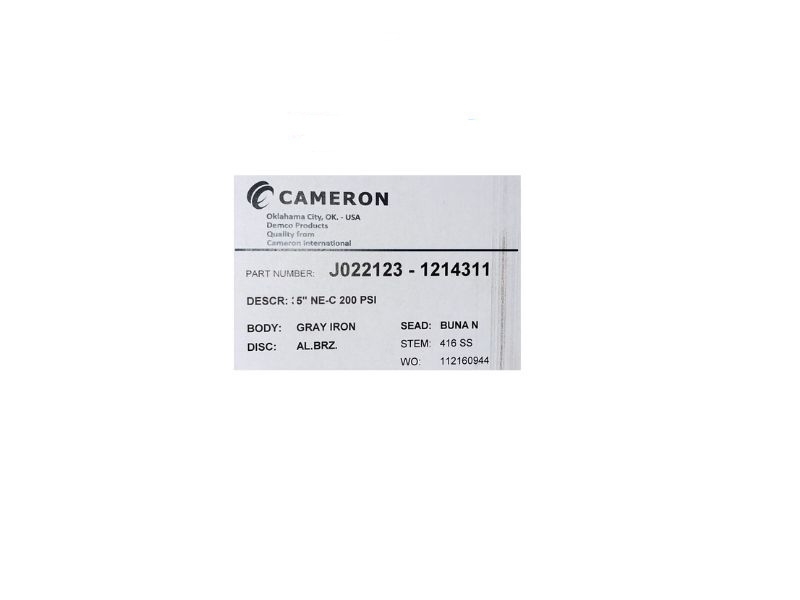 CAMERON
Oklahoma City, OK. - USA
Demco Products
Quality from
Cameron International
PART NUMBER: J022123 - 1214311
DESCR: 5" NE-C 200 PSI
BODY: GRAY IRON SEAD: BUNA N
DISC: AL.BRZ. STEM: 416 SS
WO: 112160944